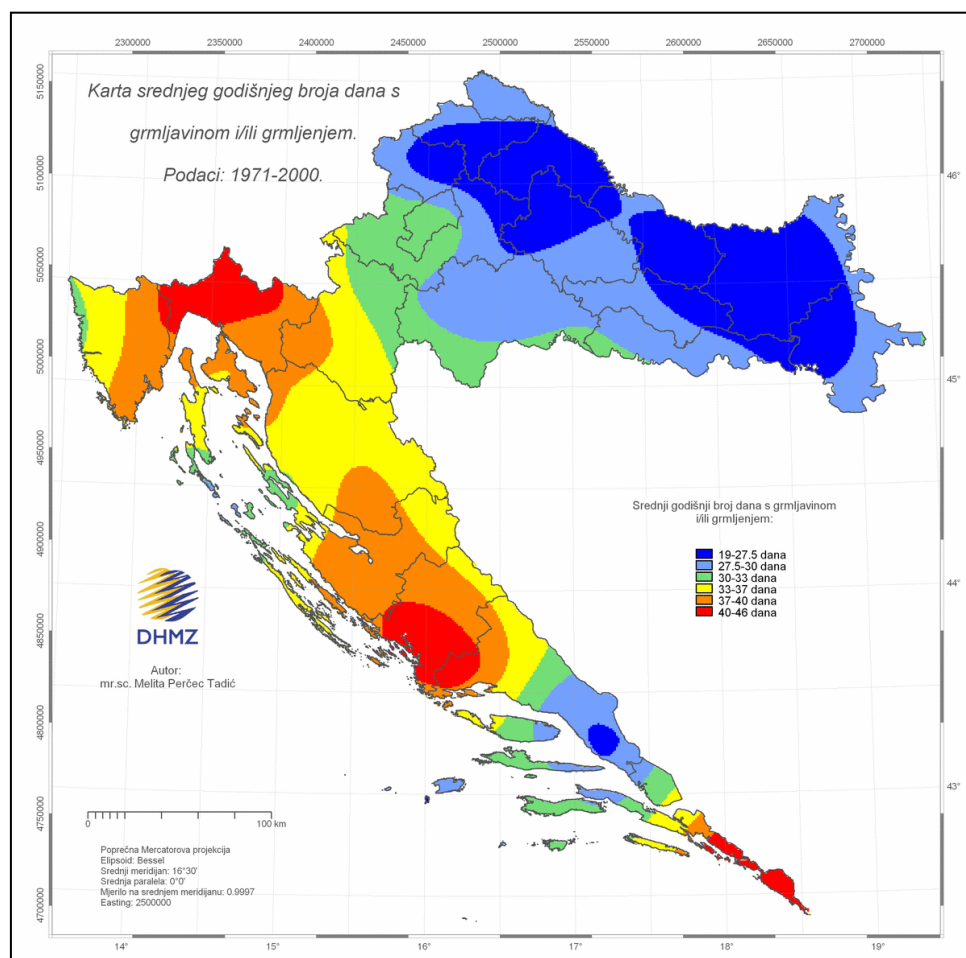 2300000 2350000 2400000 2450000 2500000 2550000 2600000 2650000 2700000
Karta srednjeg godišnjeg broja dana s
grmljavinom i/ili grmljenjem.
Podaci: 1971-2000.
5150000
5100000
5050000
5000000
4950000
4900000
4850000
4800000
4750000
4700000
46°
45°
44°
43°
Srednji godišnji broj dana s grmljavinom
i/ili grmljenjem:
19-27.5 dana
27.5-30 dana
30-33 dana
33-37 dana
37-40 dana
40-46 dana
DHMZ
Autor:
mr.sc. Melita Perčec Tadić
0 100 km
Poprečna Mercatorova projekcija
Elipsoid: Bessel
Srednji meridijan: 16°30'
Srednja paralela: 0°0'
Mjerilo na srednjem meridijanu: 0.9997
Easting: 2500000
14° 15° 16° 17° 18° 19°